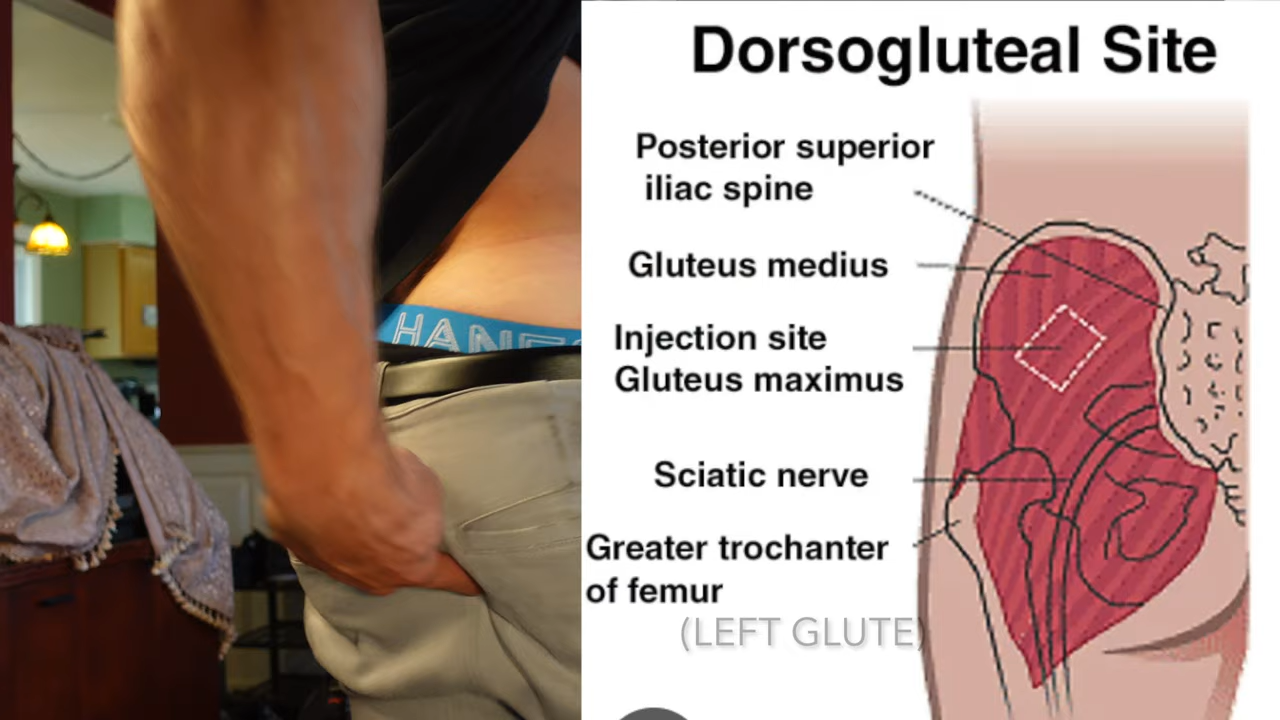 HANES
Dorsogluteal Site
Posterior superior
iliac spine
Gluteus medius
Injection site
Gluteus maximus
Sciatic nerve
Greater trochanter
of femur
(LEFT GLUTE)